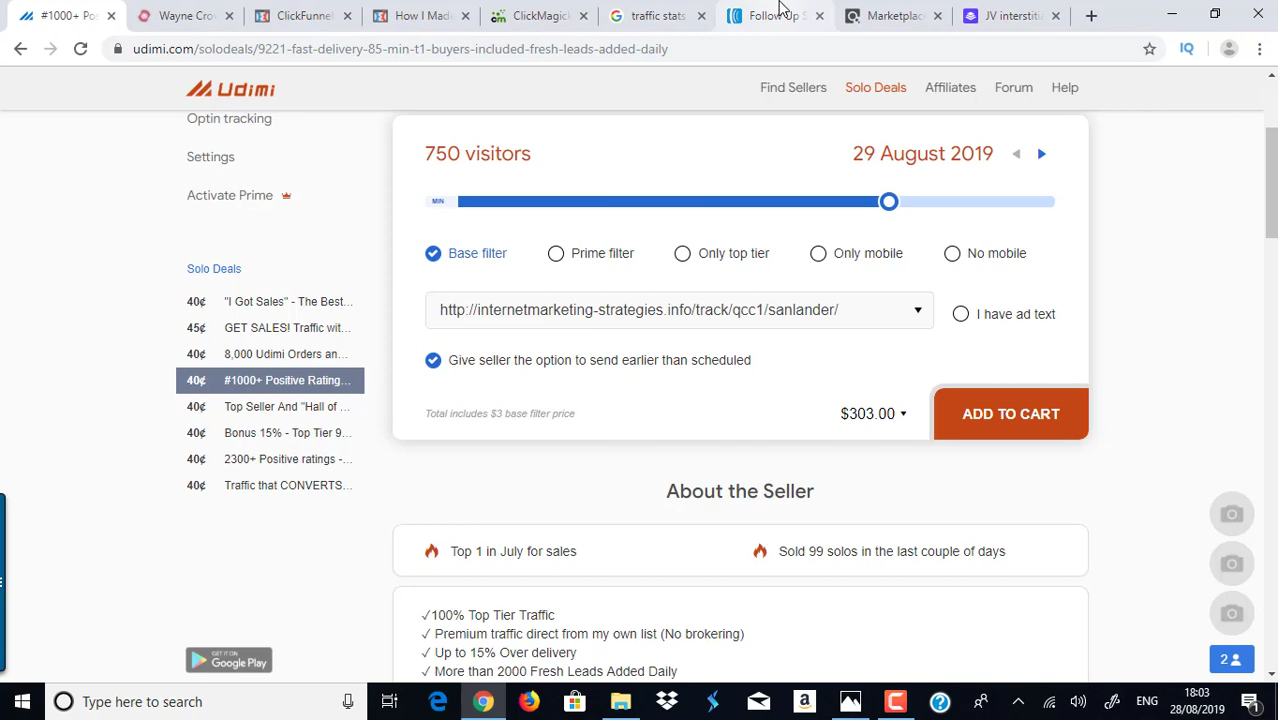 #1000+ Pos
Wayne Cro
ClickFunnel
How I Made
ClickMagick
traffic stats
Follow Up S
Marketplac
JV interstiti
udimi.com/solodeals/9221-fast-delivery-85-min-t1-buyers-included-fresh-leads-added-daily
IQ
Udimi
Find Sellers
Solo Deals
Affiliates
Forum
Help
Optin tracking
Settings
Activate Prime
Solo Deals
40¢ "I Got Sales" - The Best...
45¢ GET SALES! Traffic wit...
40¢ 8,000 Udimi Orders an...
40¢ #1000+ Positive Rating...
40¢ Top Seller And "Hall of ...
40¢ Bonus 15% - Top Tier 9...
40¢ 2300+ Positive ratings -...
40¢ Traffic that CONVERTS...
GET IT ON
Google Play
750 visitors
29 August 2019
MIN
Base filter
Prime filter
Only top tier
Only mobile
No mobile
http://internetmarketing-strategies.info/track/qcc1/sanlander/
I have ad text
Give seller the option to send earlier than scheduled
Total includes $3 base filter price
$303.00
ADD TO CART
About the Seller
Top 1 in July for sales
Sold 99 solos in the last couple of days
✓100% Top Tier Traffic
✓ Premium traffic direct from my own list (No brokering)
✓ Up to 15% Over delivery
✓ More than 2000 Fresh Leads Added Daily
2
Type here to search
ENG
18:03
28/08/2019
1